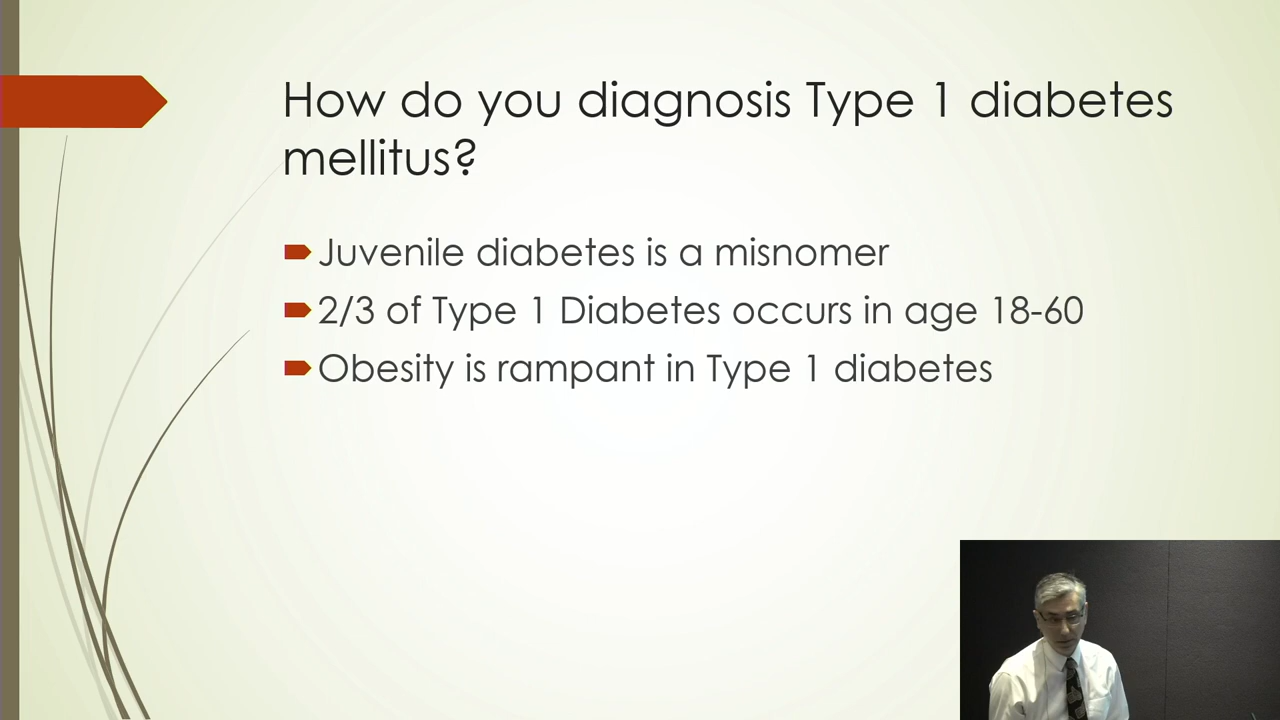 How do you diagnosis Type 1 diabetes
mellitus?
Juvenile diabetes is a misnomer
2/3 of Type 1 Diabetes occurs in age 18-60
Obesity is rampant in Type 1 diabetes